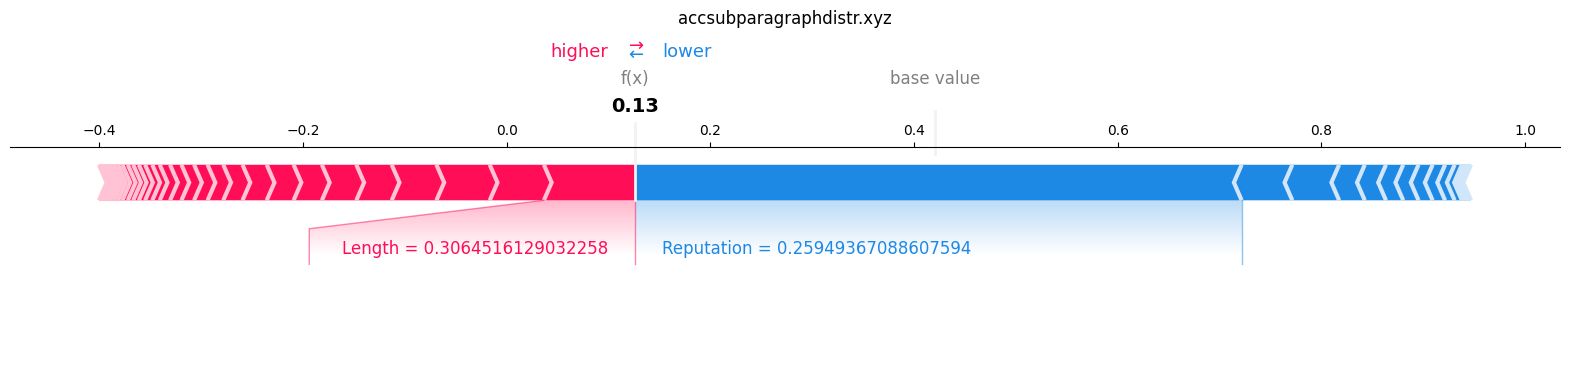 accsubparagraphdistr.xyz
higher ⇄ lower
f(x) base value
0.13
−0.4 −0.2 0.0 0.2 0.4 0.6 0.8 1.0
Length = 0.3064516129032258 Reputation = 0.25949367088607594